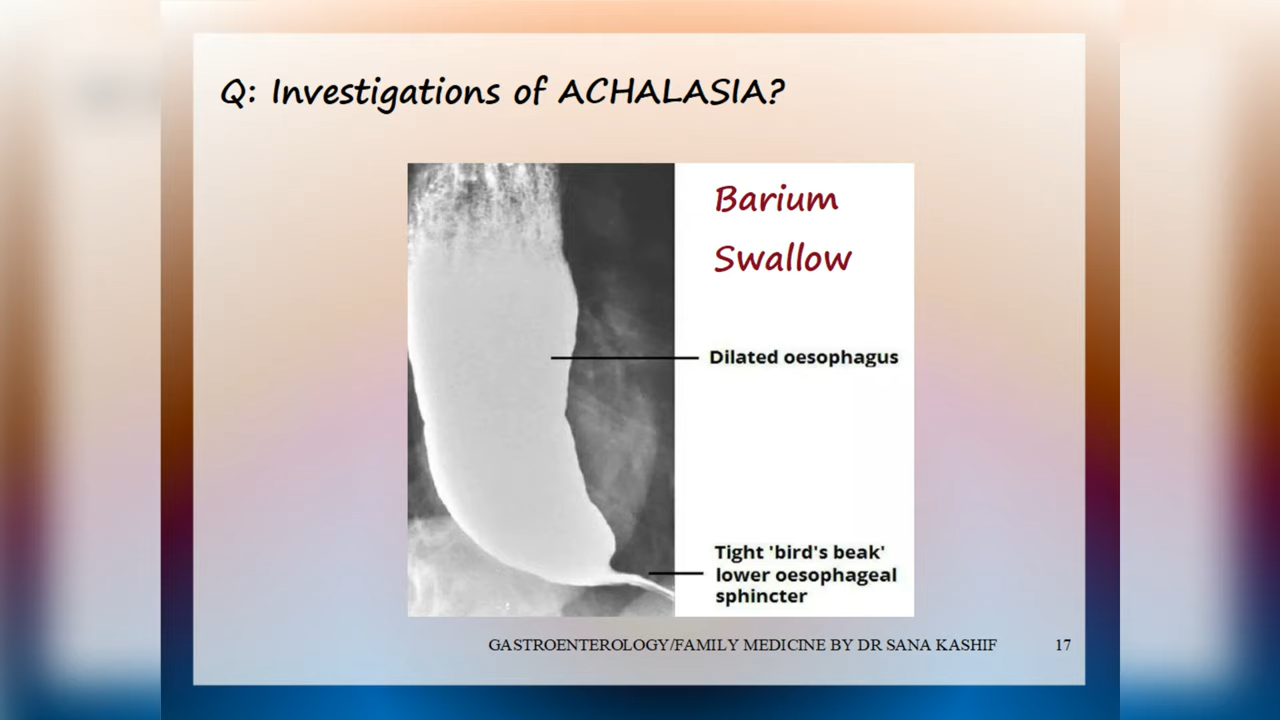 Q: Investigations of ACHALASIA?
Barium
Swallow
Dilated oesophagus
Tight 'bird's beak'
lower oesophageal
sphincter
GASTROENTEROLOGY/FAMILY MEDICINE BY DR SANA KASHIF 17